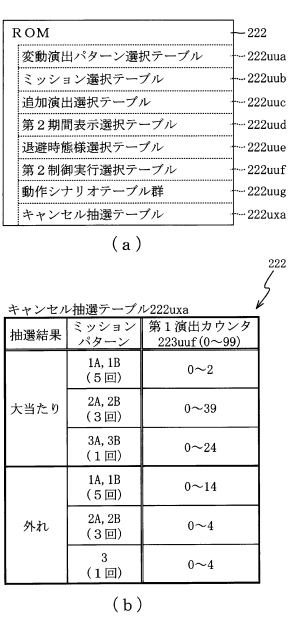 ROM 222
変動演出パターン選択テーブル 222uua
ミッション選択テーブル 222uub
追加演出選択テーブル 222uuc
第２期間表示選択テーブル 222uud
退避時態様選択テーブル 222uue
第２制御実行選択テーブル 222uuf
動作シナリオテーブル群 222uug
キャンセル抽選テーブル 222uxa
(a)
222
キャンセル抽選テーブル222uxa
抽選結果 ミッションパターン 第１演出カウンタ
223uuf(0〜99)
大当たり 1A, 1B
(５回) 0〜2
2A, 2B
(３回) 0〜39
3A, 3B
(１回) 0〜24
外れ 1A, 1B
(５回) 0〜14
2A, 2B
(３回) 0〜4
3
(１回) 0〜4
(b)